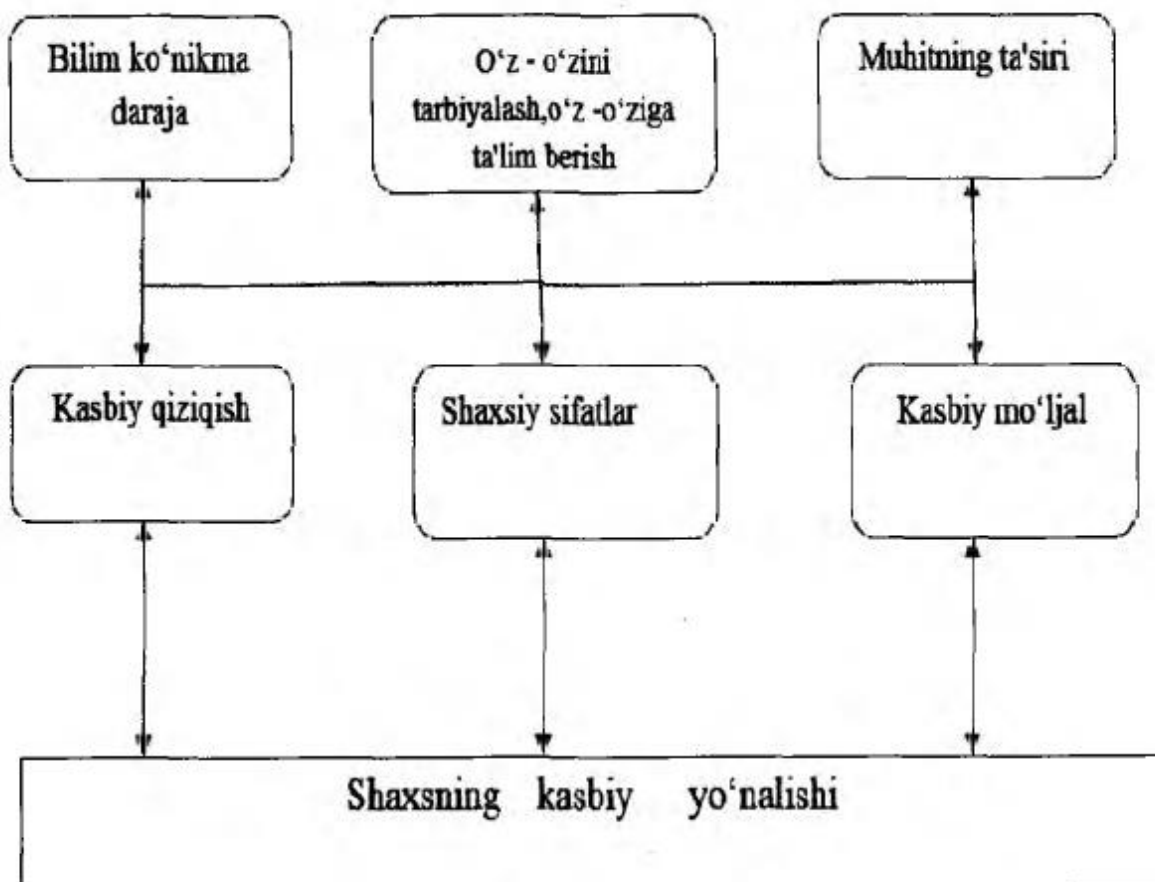 Bilim ko‘nikma
daraja
O‘z - o‘zini
tarbiyalash,o‘z -o‘ziga
ta'lim berish
Muhitning ta'siri
Kasbiy qiziqish
Shaxsiy sifatlar
Kasbiy mo‘ljal
Shaxsning kasbiy yo‘nalishi